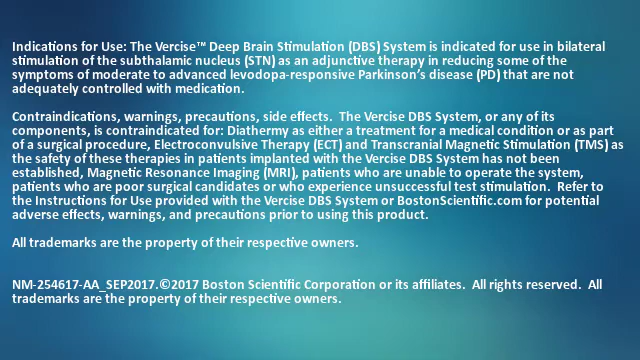 Indications for Use: The Vercise™ Deep Brain Stimulation (DBS) System is indicated for use in bilateral
stimulation of the subthalamic nucleus (STN) as an adjunctive therapy in reducing some of the
symptoms of moderate to advanced levodopa-responsive Parkinson's disease (PD) that are not
adequately controlled with medication.
Contraindications, warnings, precautions, side effects.  The Vercise DBS System, or any of its
components, is contraindicated for: Diathermy as either a treatment for a medical condition or as part
of a surgical procedure, Electroconvulsive Therapy (ECT) and Transcranial Magnetic Stimulation (TMS) as
the safety of these therapies in patients implanted with the Vercise DBS System has not been
established, Magnetic Resonance Imaging (MRI), patients who are unable to operate the system,
patients who are poor surgical candidates or who experience unsuccessful test stimulation.  Refer to
the Instructions for Use provided with the Vercise DBS System or BostonScientific.com for potential
adverse effects, warnings, and precautions prior to using this product.
All trademarks are the property of their respective owners.
NM-254617-AA_SEP2017.©2017 Boston Scientific Corporation or its affiliates.  All rights reserved.  All
trademarks are the property of their respective owners.